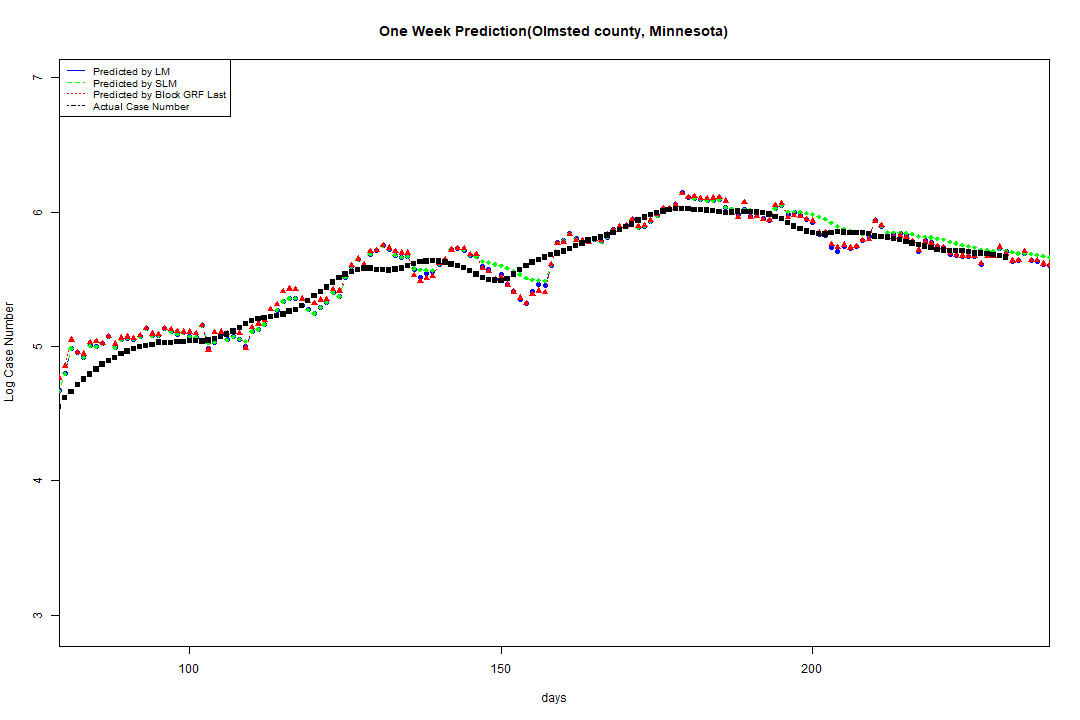 One Week Prediction(Olmsted county, Minnesota)
Predicted by LM
Predicted by SLM
Predicted by Block GRF Last
Actual Case Number
7
6
5
4
3
Log Case Number
100
150
200
days